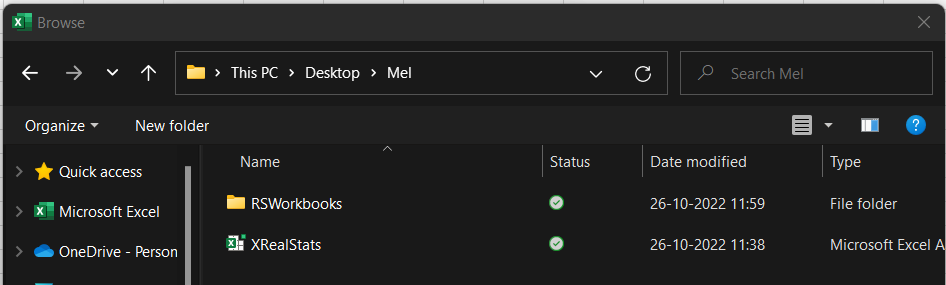 Browse
This PC > Desktop > Mel
Search Mel
Organize
New folder
Name Status Date modified Type
Quick access
Microsoft Excel
OneDrive - Person
RSWorkbooks 26-10-2022 11:59 File folder
XRealStats 26-10-2022 11:38 Microsoft Excel A